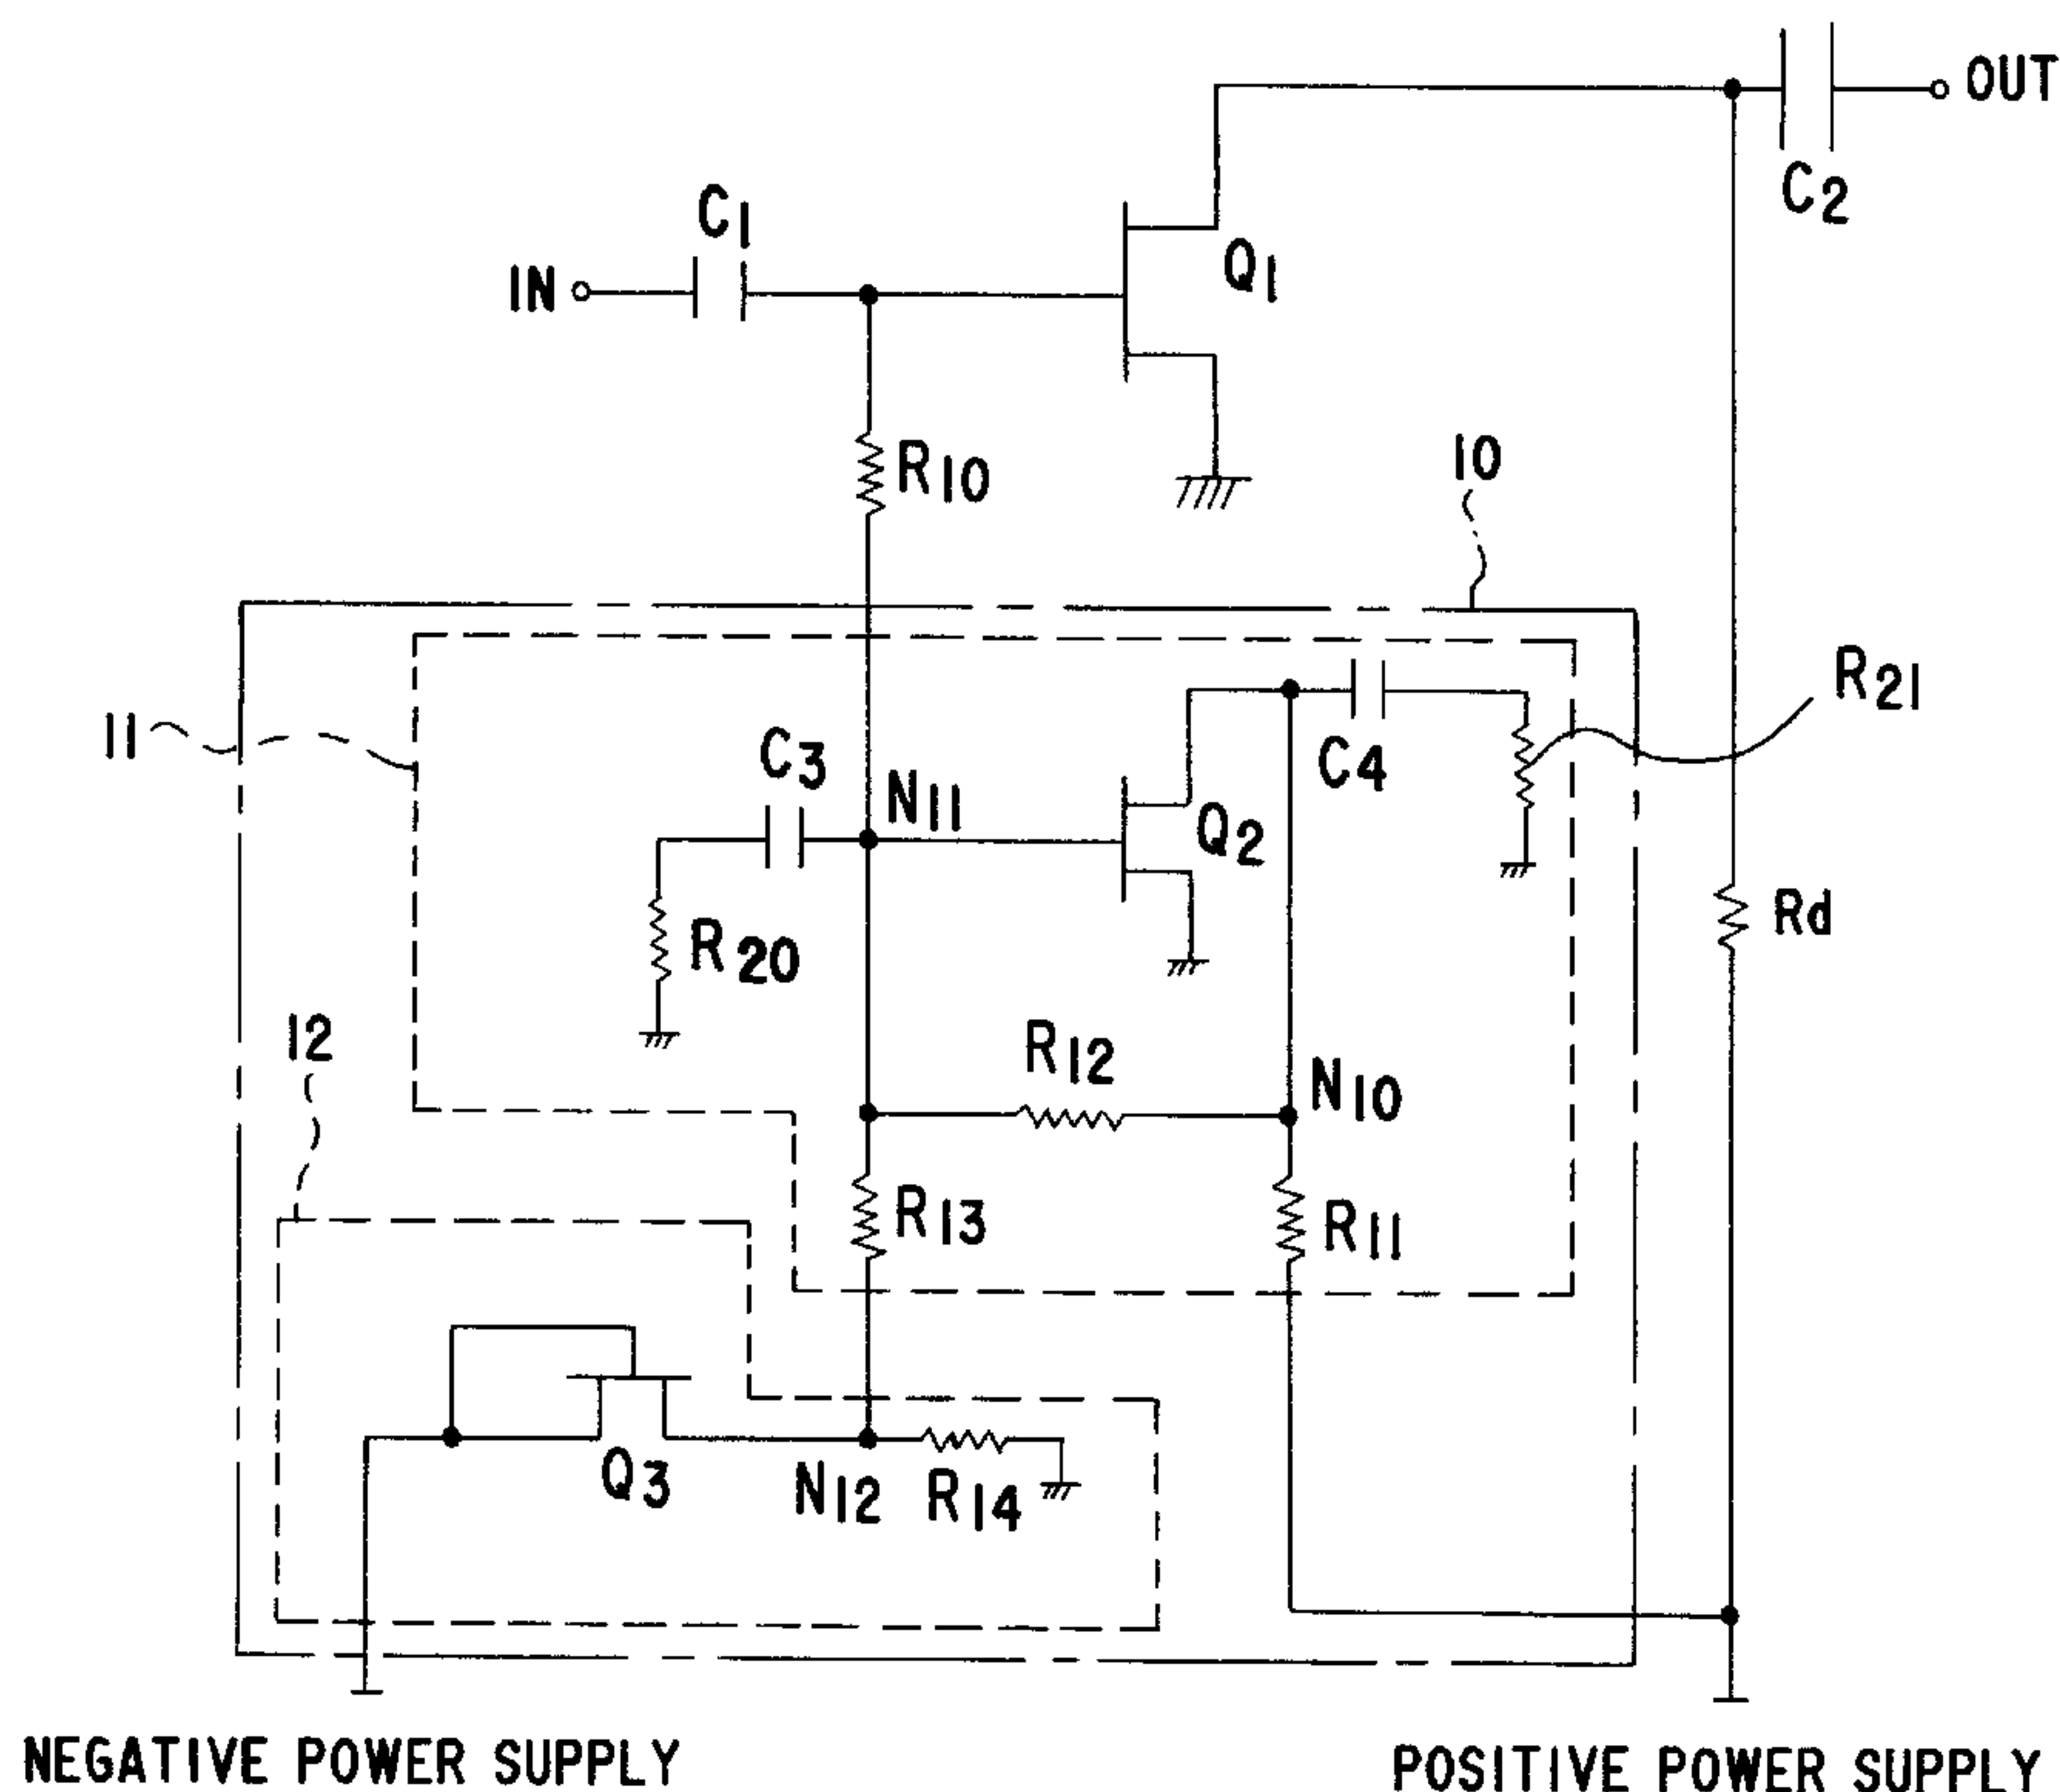 OUT
C2
C1
Q1
IN
R10
10
R21
11
C3
C4
N11
Q2
Rd
R20
12
R12
N10
R13
R11
Q3
N12
R14
NEGATIVE POWER SUPPLY
POSITIVE POWER SUPPLY